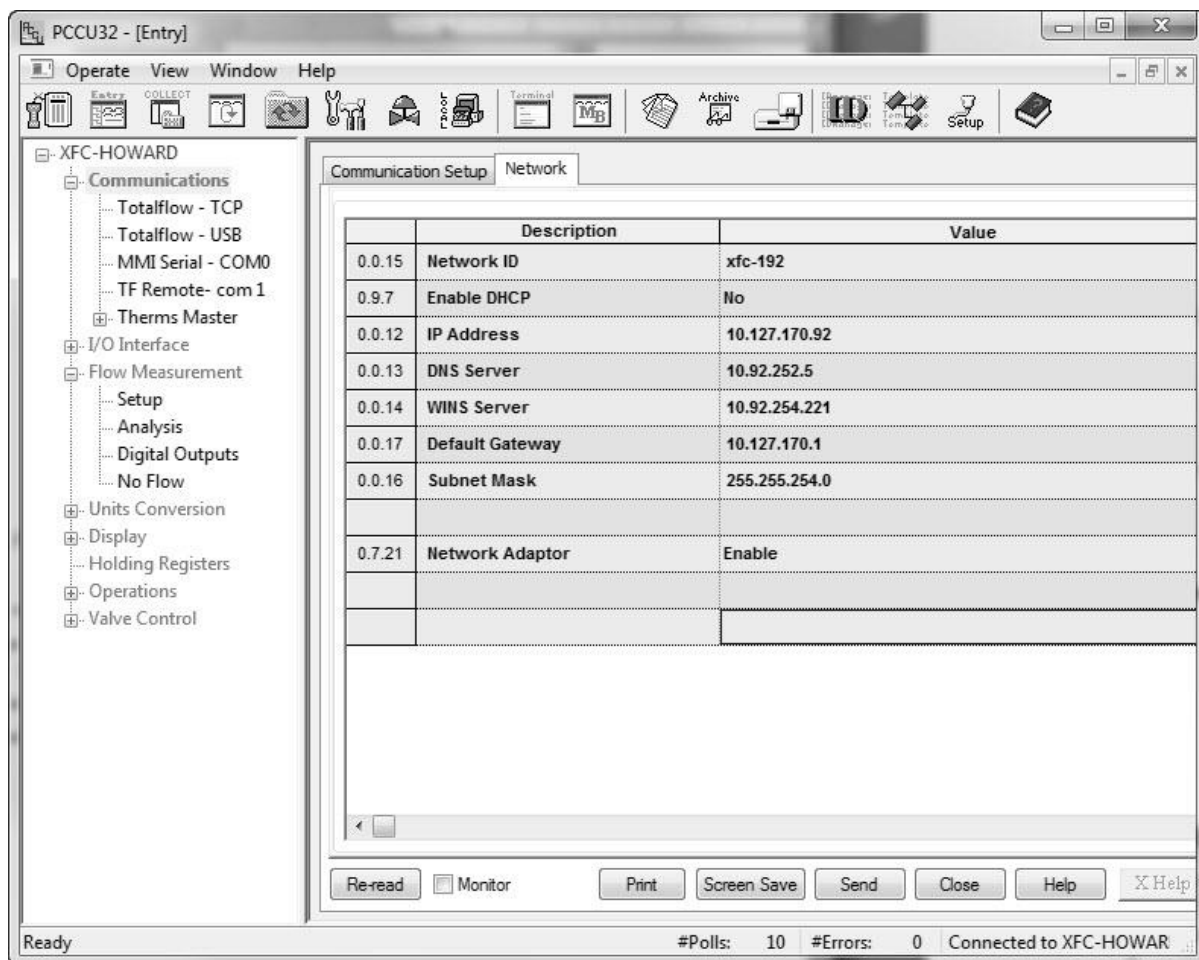 PCCU32 - [Entry]
Operate View Window Help
Entry COLLECT LOCAL Terminal MB Archive ID Setup
XFC-HOWARD
Communications
Totalflow - TCP
Totalflow - USB
MMI Serial - COM0
TF Remote- com 1
Therms Master
I/O Interface
Flow Measurement
Setup
Analysis
Digital Outputs
No Flow
Units Conversion
Display
Holding Registers
Operations
Valve Control
Communication Setup Network
Description Value
0.0.15 Network ID xfc-192
0.9.7 Enable DHCP No
0.0.12 IP Address 10.127.170.92
0.0.13 DNS Server 10.92.252.5
0.0.14 WINS Server 10.92.254.221
0.0.17 Default Gateway 10.127.170.1
0.0.16 Subnet Mask 255.255.254.0
0.7.21 Network Adaptor Enable
Re-read Monitor Print Screen Save Send Close Help X Help
Ready #Polls: 10 #Errors: 0 Connected to XFC-HOWAR